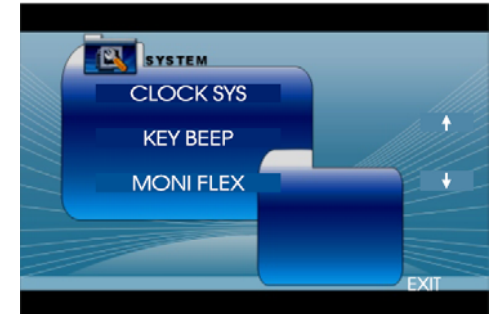 SYSTEM
CLOCK SYS
KEY BEEP
MONI FLEX
EXIT